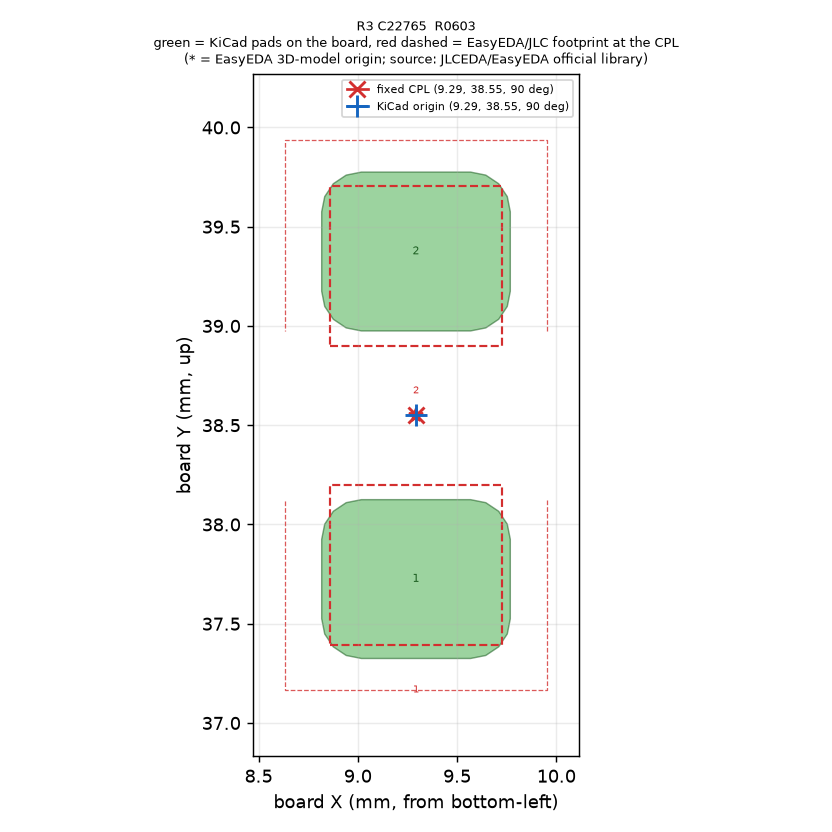 R3 C22765  R0603
green = KiCad pads on the board, red dashed = EasyEDA/JLC footprint at the CPL
(* = EasyEDA 3D-model origin; source: JLCEDA/EasyEDA official library)
fixed CPL (9.29, 38.55, 90 deg)
KiCad origin (9.29, 38.55, 90 deg)
40.0
39.5
39.0
38.5
38.0
37.5
37.0
board Y (mm, up)
2
2
1
1
8.5 9.0 9.5 10.0
board X (mm, from bottom-left)